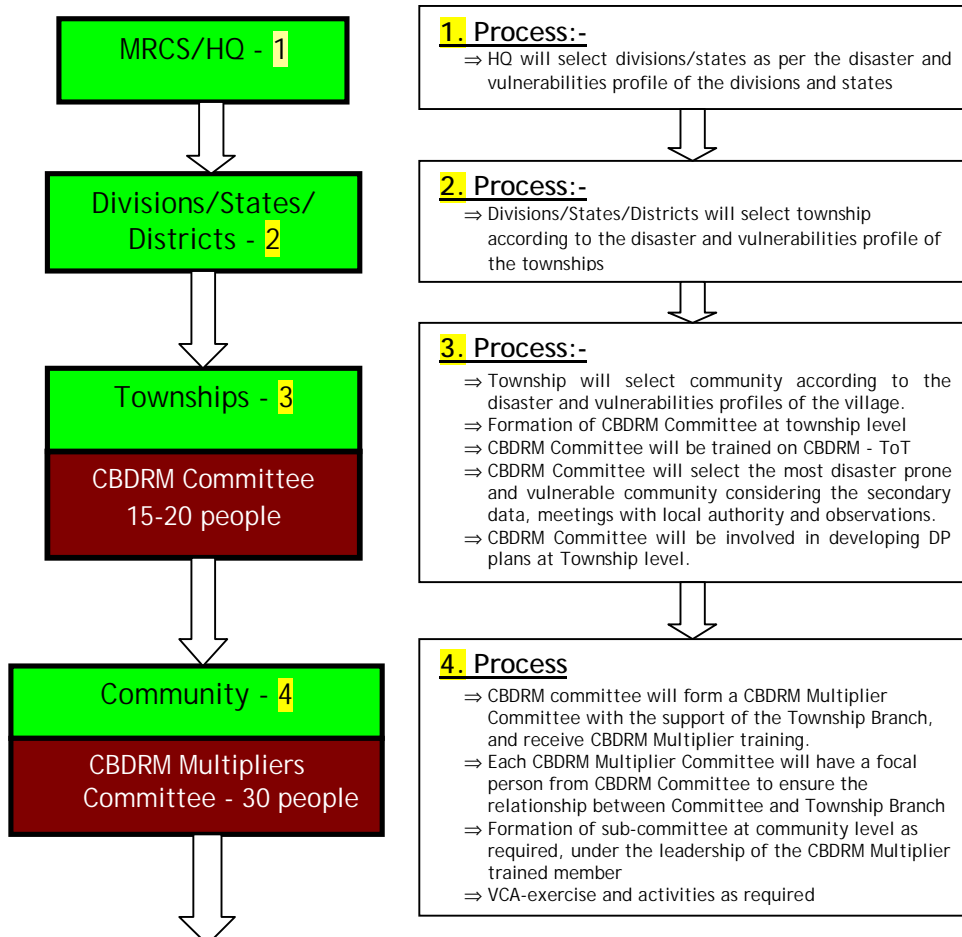 MRCS/HQ - 1
1. Process:-
⇒ HQ will select divisions/states as per the disaster and
vulnerabilities profile of the divisions and states
Divisions/States/
Districts - 2
2. Process:-
⇒ Divisions/States/Districts will select township
according to the disaster and vulnerabilities profile of
the townships
Townships - 3
CBDRM Committee
15-20 people
3. Process:-
⇒ Township will select community according to the
disaster and vulnerabilities profiles of the village.
⇒ Formation of CBDRM Committee at township level
⇒ CBDRM Committee will be trained on CBDRM - ToT
⇒ CBDRM Committee will select the most disaster prone
and vulnerable community considering the secondary
data, meetings with local authority and observations.
⇒ CBDRM Committee will be involved in developing DP
plans at Township level.
Community - 4
CBDRM Multipliers
Committee - 30 people
4. Process
⇒ CBDRM committee will form a CBDRM Multiplier
Committee with the support of the Township Branch,
and receive CBDRM Multiplier training.
⇒ Each CBDRM Multiplier Committee will have a focal
person from CBDRM Committee to ensure the
relationship between Committee and Township Branch
⇒ Formation of sub-committee at community level as
required, under the leadership of the CBDRM Multiplier
trained member
⇒ VCA-exercise and activities as required